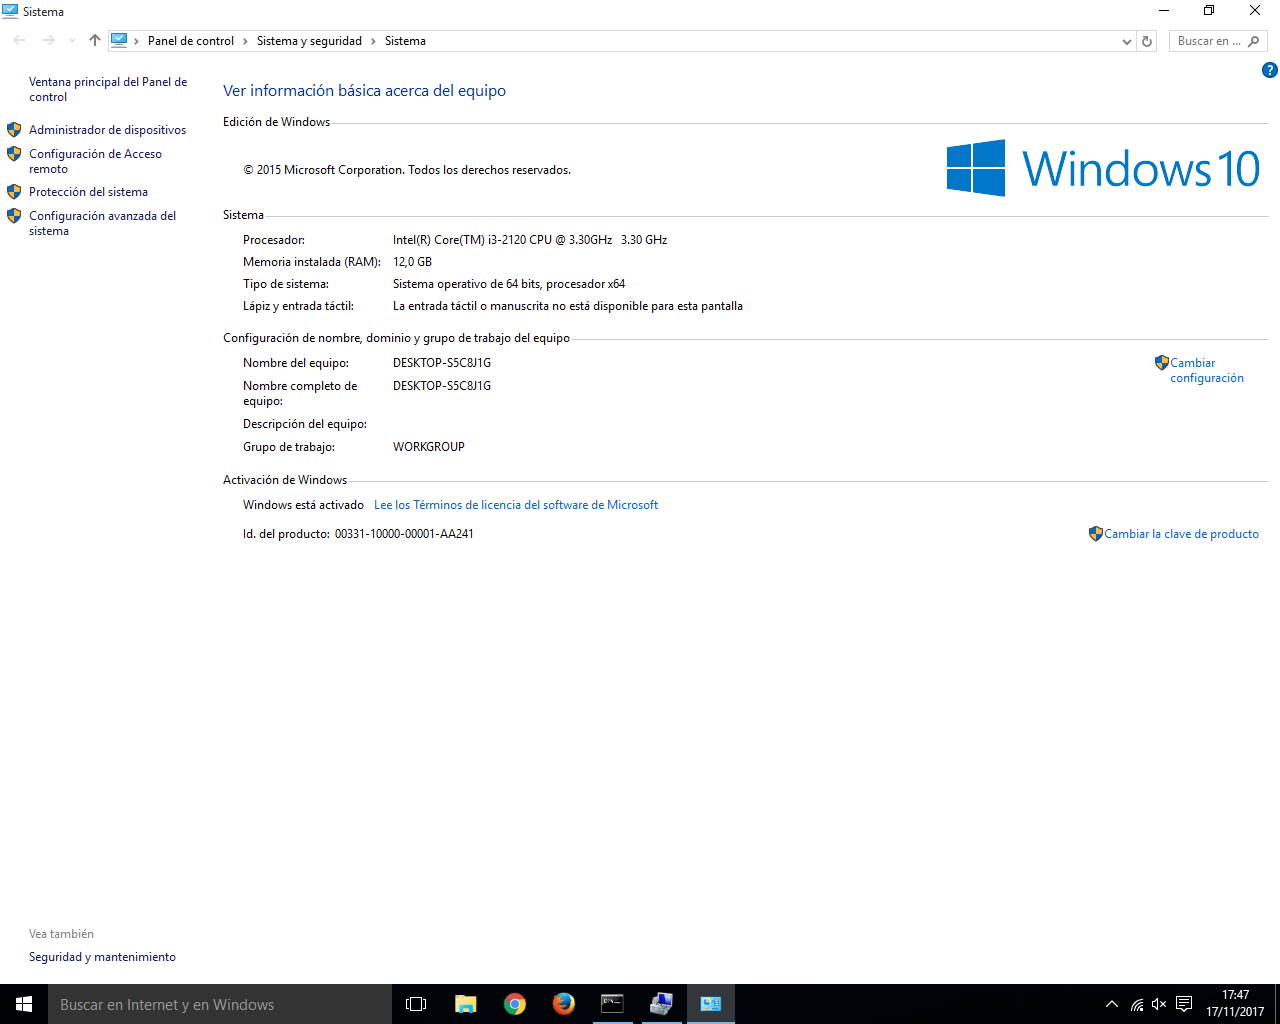 Sistema
Panel de control > Sistema y seguridad > Sistema
Buscar en ...
Ventana principal del Panel de
control
Administrador de dispositivos
Configuración de Acceso
remoto
Protección del sistema
Configuración avanzada del
sistema
Ver información básica acerca del equipo
Edición de Windows
© 2015 Microsoft Corporation. Todos los derechos reservados.
Windows 10
Sistema
Procesador: Intel(R) Core(TM) i3-2120 CPU @ 3.30GHz 3.30 GHz
Memoria instalada (RAM): 12,0 GB
Tipo de sistema: Sistema operativo de 64 bits, procesador x64
Lápiz y entrada táctil: La entrada táctil o manuscrita no está disponible para esta pantalla
Configuración de nombre, dominio y grupo de trabajo del equipo
Nombre del equipo: DESKTOP-S5C8J1G
Cambiar
configuración
Nombre completo de
equipo: DESKTOP-S5C8J1G
Descripción del equipo:
Grupo de trabajo: WORKGROUP
Activación de Windows
Windows está activado Lee los Términos de licencia del software de Microsoft
Id. del producto: 00331-10000-00001-AA241
Cambiar la clave de producto
Vea también
Seguridad y mantenimiento
Buscar en Internet y en Windows
17:47
17/11/2017